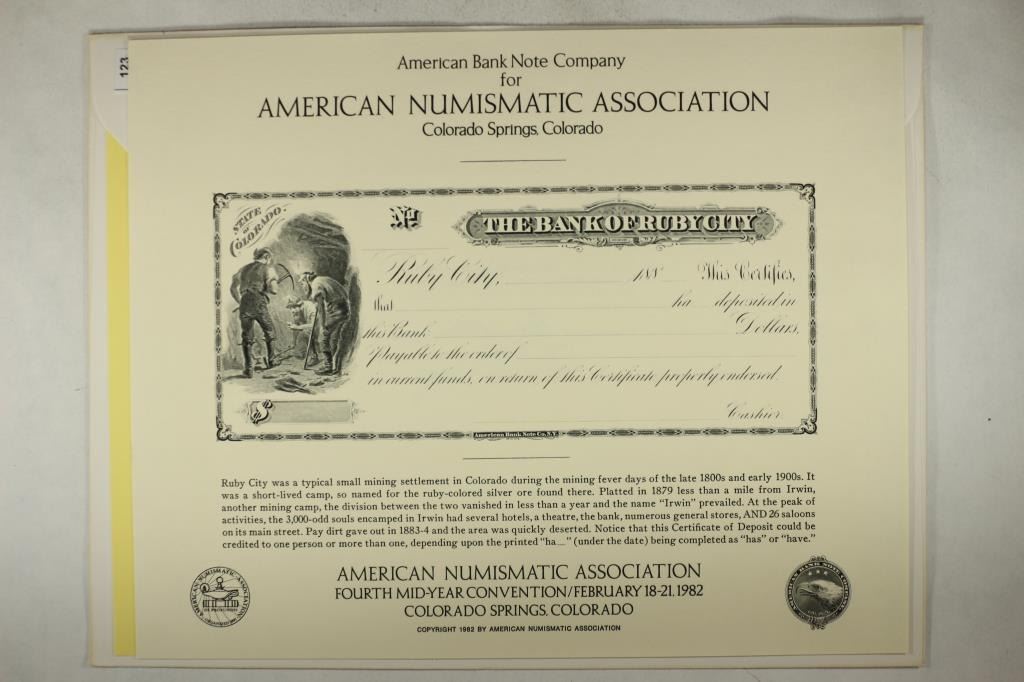 123
American Bank Note Company
for
AMERICAN NUMISMATIC ASSOCIATION
Colorado Springs, Colorado
STATE
OF
COLORADO.
No
THE BANK OF RUBY CITY
Ruby City, 188 This Certifies,
that ha deposited in
this Bank Dollars,
Payable to the order of
in current funds, on return of this Certificate properly endorsed.
$ Cashier
American Bank Note Co. N.Y.
Ruby City was a typical small mining settlement in Colorado during the mining fever days of the late 1800s and early 1900s. It
was a short-lived camp, so named for the ruby-colored silver ore found there. Platted in 1879 less than a mile from Irwin,
another mining camp, the division between the two vanished in less than a year and the name “Irwin” prevailed. At the peak of
activities, the 3,000-odd souls encamped in Irwin had several hotels, a theatre, the bank, numerous general stores, AND 26 saloons
on its main street. Pay dirt gave out in 1883-4 and the area was quickly deserted. Notice that this Certificate of Deposit could be
credited to one person or more than one, depending upon the printed “ha__” (under the date) being completed as “has” or “have.”
AMERICAN NUMISMATIC ASSOCIATION
AMERICAN NUMISMATIC ASSOCIATION
FOURTH MID-YEAR CONVENTION/FEBRUARY 18-21, 1982
COLORADO SPRINGS, COLORADO
COPYRIGHT 1982 BY AMERICAN NUMISMATIC ASSOCIATION
AMERICAN BANK NOTE COMPANY